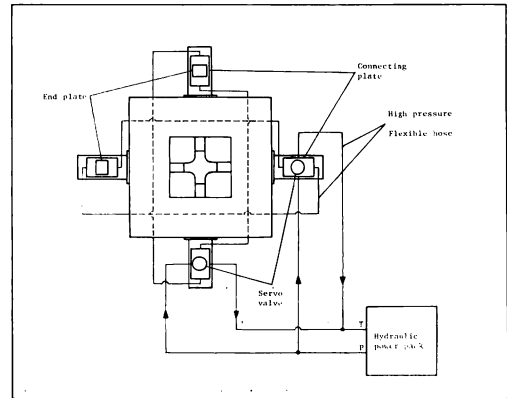 Connecting
plate
End plate
High pressure
Flexible hose
Servo
valve
T
P
Hydraulic
power pack